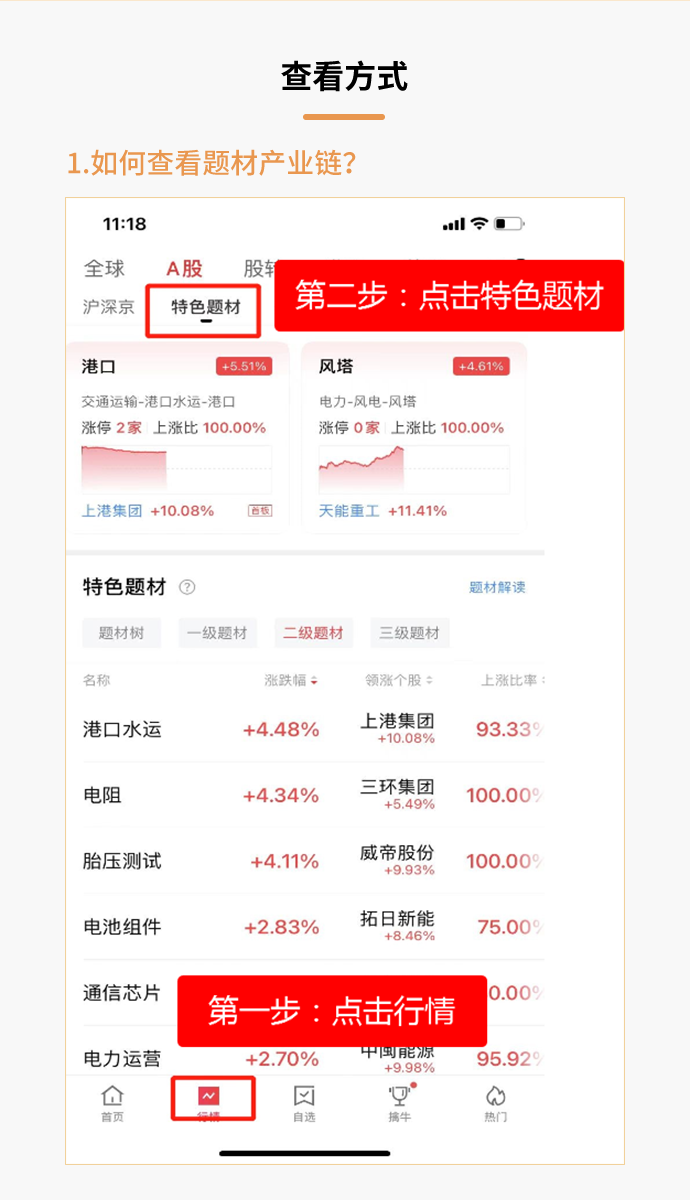 查看方式
1.如何查看题材产业链?
11:18
全球 A股 股转
第二步：点击特色题材
沪深京 特色题材
港口 +5.51% 风塔 +4.61%
交通运输-港口水运-港口 电力-风电-风塔
涨停 2家 上涨比 100.00% 涨停 0家 上涨比 100.00%
上港集团 +10.08% 首板 天能重工 +11.41%
特色题材 ? 题材解读
题材树 一级题材 二级题材 三级题材
名称 涨跌幅 领涨个股 上涨比率
港口水运 +4.48% 上港集团 93.33%
+10.08%
电阻 +4.34% 三环集团 100.00%
+5.49%
胎压测试 +4.11% 威帝股份 100.00%
+9.93%
电池组件 +2.83% 拓日新能 75.00%
+8.46%
通信芯片 0.00%
第一步：点击行情
电力运营 +2.70% 中闽能源 95.92%
+9.98%
首页 行情 自选 擒牛 热门